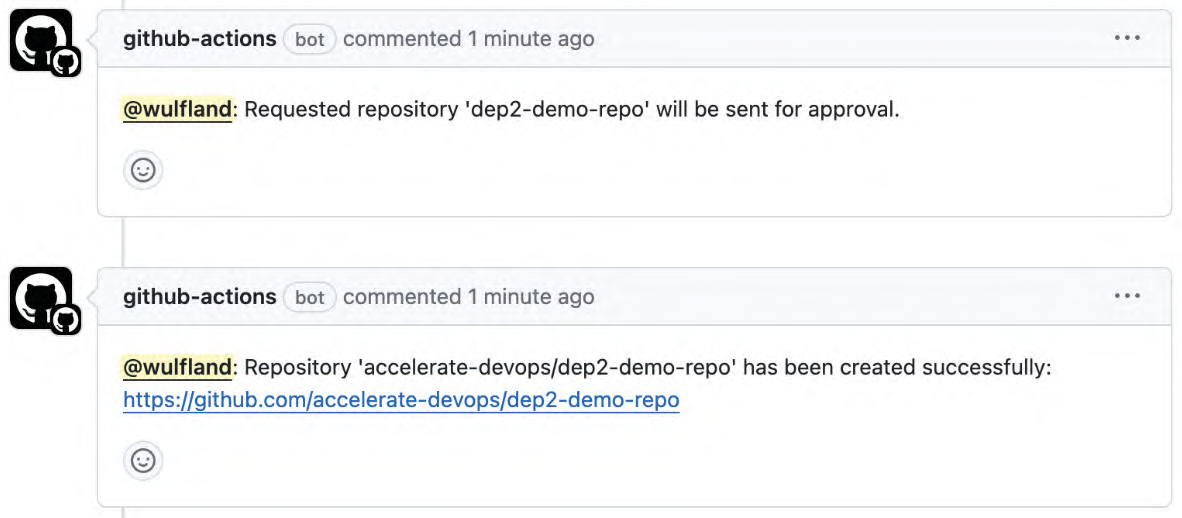 github-actions bot commented 1 minute ago
@wulfland: Requested repository 'dep2-demo-repo' will be sent for approval.
github-actions bot commented 1 minute ago
@wulfland: Repository 'accelerate-devops/dep2-demo-repo' has been created successfully:
https://github.com/accelerate-devops/dep2-demo-repo